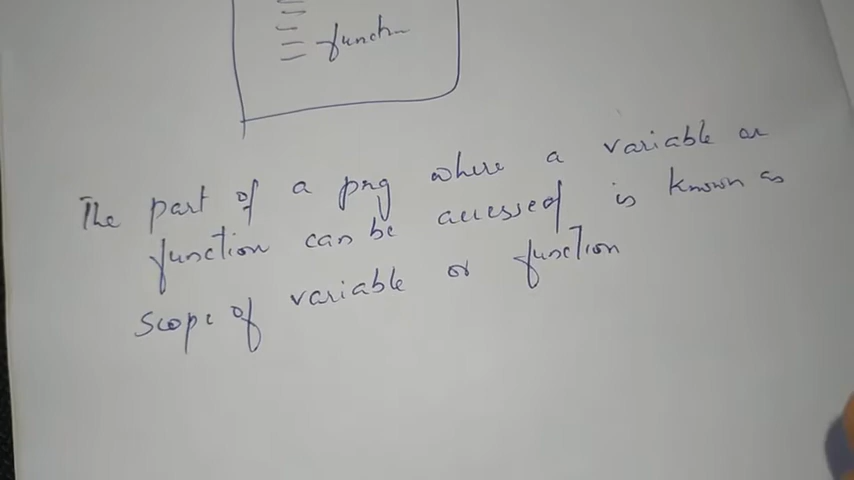 functn
The part of a prg where a variable or
function can be accessed is known as
scope of variable or function